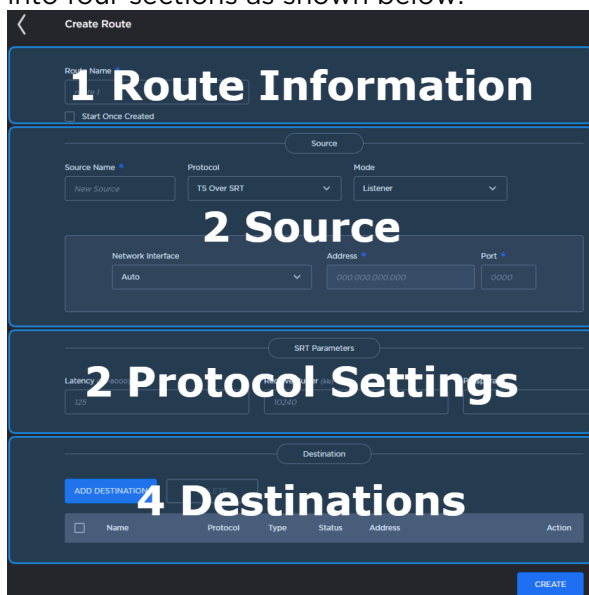 into four sections as shown below.
Create Route
Route Name *
1 Route Information
Start Once Created
Source
Source Name * Protocol Mode
New Source TS Over SRT Listener
2 Source
Network Interface Address * Port *
Auto 000.000.000.000 0000
SRT Parameters
Latency
2 Protocol Settings
125 10240
Destination
ADD DESTINATION
4 Destinations
Name Protocol Type Status Address Action
CREATE